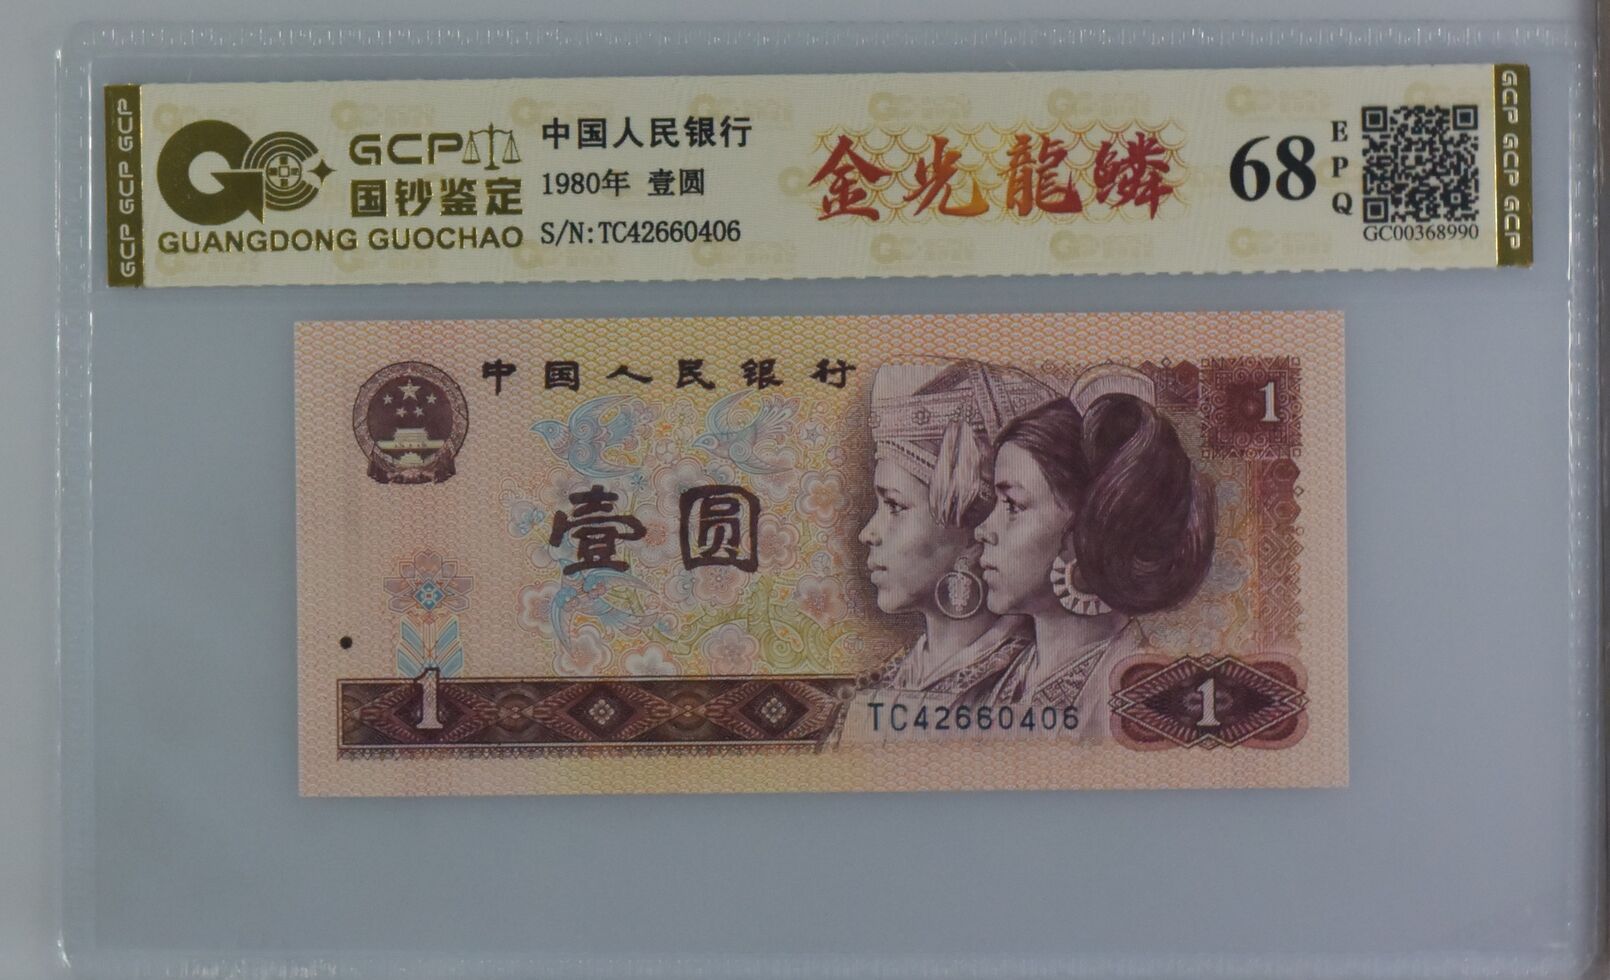 GCP GCP GCP
GCP
国钞鉴定
GUANGDONG GUOCHAO
中国人民银行
1980年 壹圆
S/N:TC42660406
金光龍鳞
68
EPQ
GC00368990
GCP GCP GCP GCP
中国人民银行
1
壹圆
1
TC42660406
1